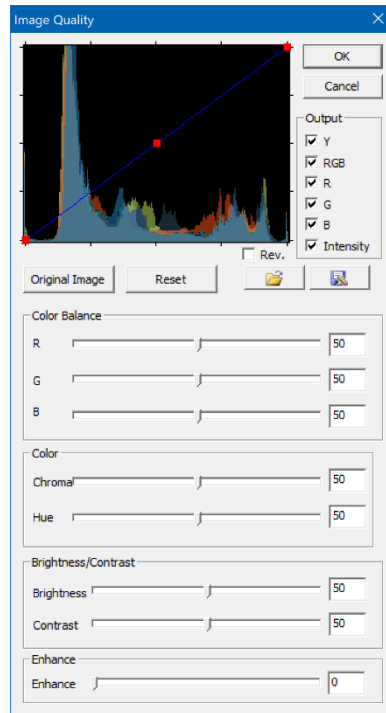 Image Quality
OK
Cancel
Output
Y
RGB
R
G
B
Intensity
Rev.
Original Image
Reset
Color Balance
R
50
G
50
B
50
Color
Chroma
50
Hue
50
Brightness/Contrast
Brightness
50
Contrast
50
Enhance
Enhance
0